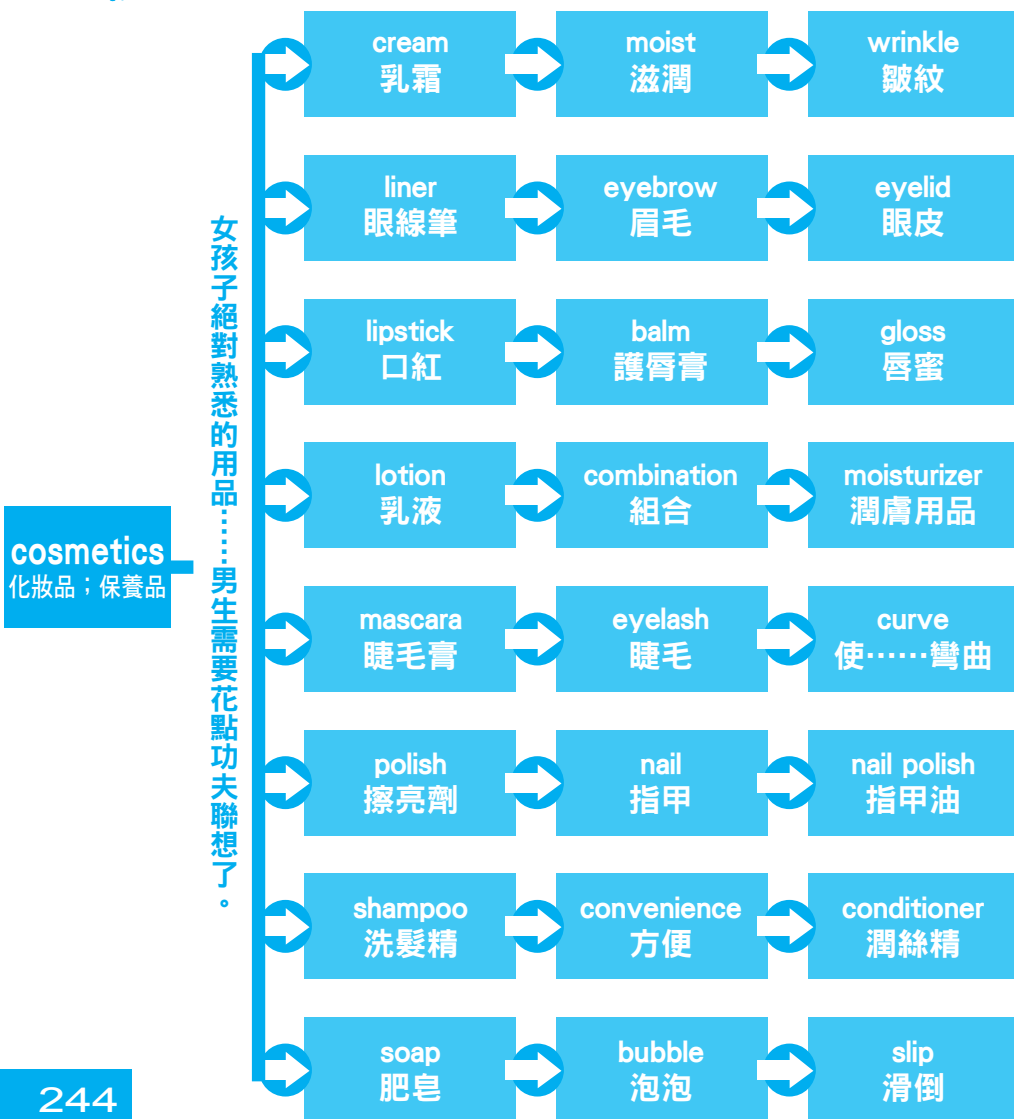 cosmetics
化妝品；保養品
女孩子絕對熟悉的用品……男生需要花點功夫聯想了。
cream
乳霜
moist
滋潤
wrinkle
皺紋
liner
眼線筆
eyebrow
眉毛
eyelid
眼皮
lipstick
口紅
balm
護唇膏
gloss
唇蜜
lotion
乳液
combination
組合
moisturizer
潤膚用品
mascara
睫毛膏
eyelash
睫毛
curve
使……彎曲
polish
擦亮劑
nail
指甲
nail polish
指甲油
shampoo
洗髮精
convenience
方便
conditioner
潤絲精
soap
肥皂
bubble
泡泡
slip
滑倒
244